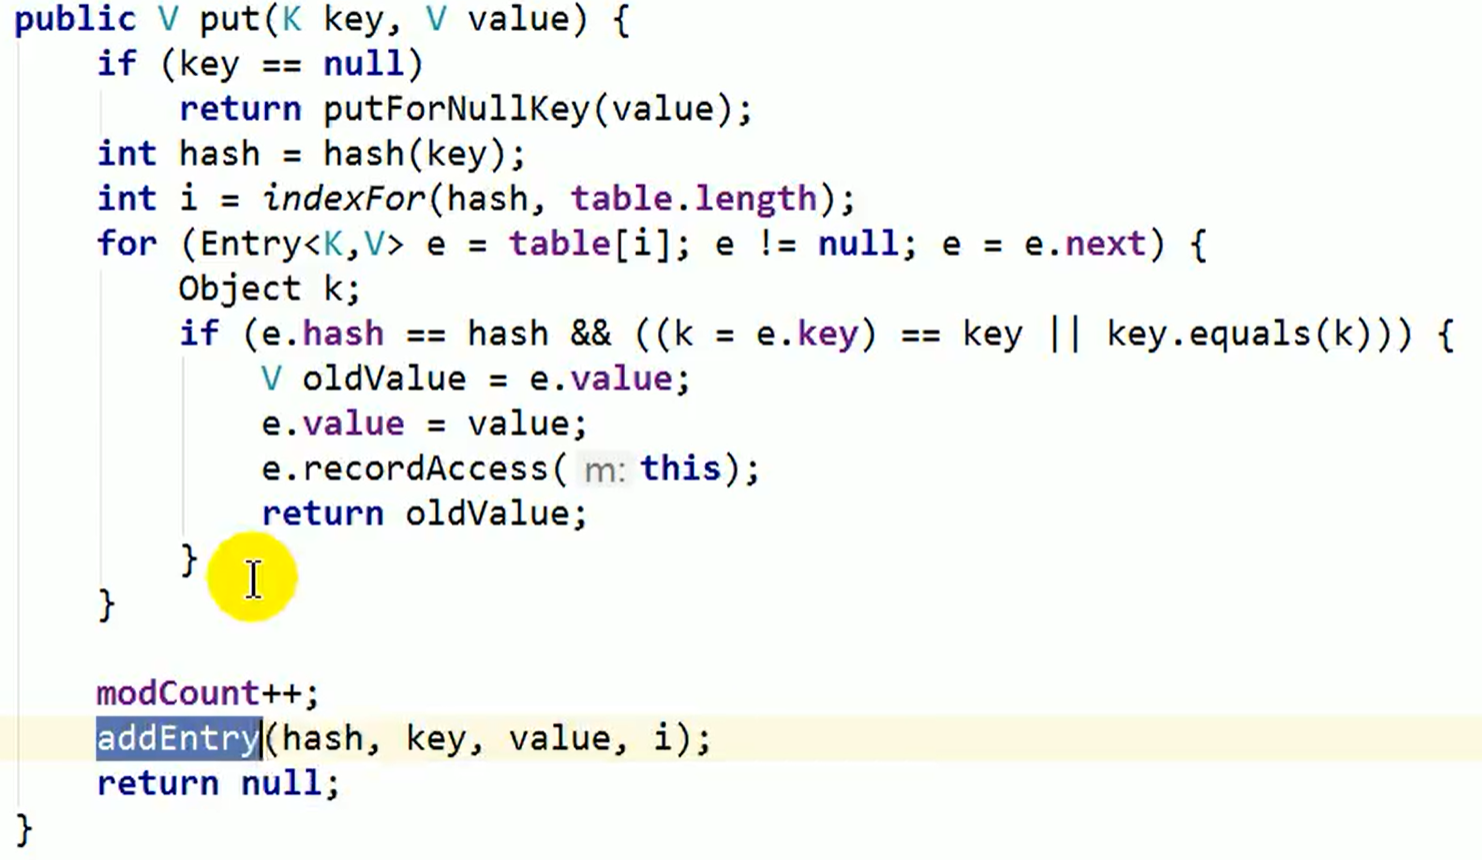 public V put(K key, V value) {
    if (key == null)
        return putForNullKey(value);
    int hash = hash(key);
    int i = indexFor(hash, table.length);
    for (Entry<K,V> e = table[i]; e != null; e = e.next) {
        Object k;
        if (e.hash == hash && ((k = e.key) == key || key.equals(k))) {
            V oldValue = e.value;
            e.value = value;
            e.recordAccess( m: this);
            return oldValue;
        }
    }
    modCount++;
    addEntry(hash, key, value, i);
    return null;
}